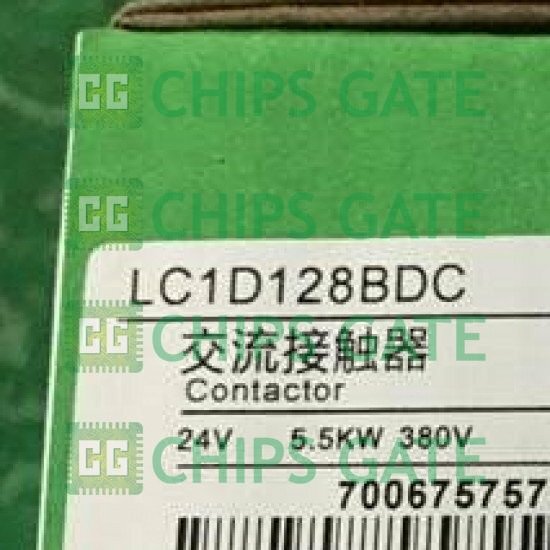 CG CHIPS GATE
CG CHIPS GATE
LC1D128BDC
CG CHIPS GATE
交流接触器
Contactor
24V 5.5KW 380V
CG CHIPS GATE
700675757